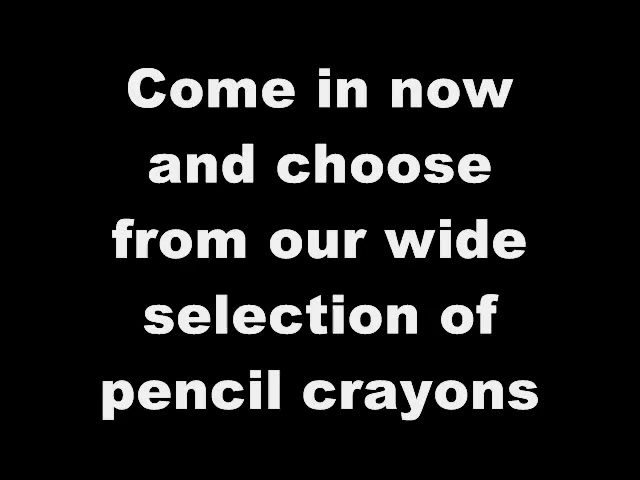 Come in now
and choose
from our wide
selection of
pencil crayons